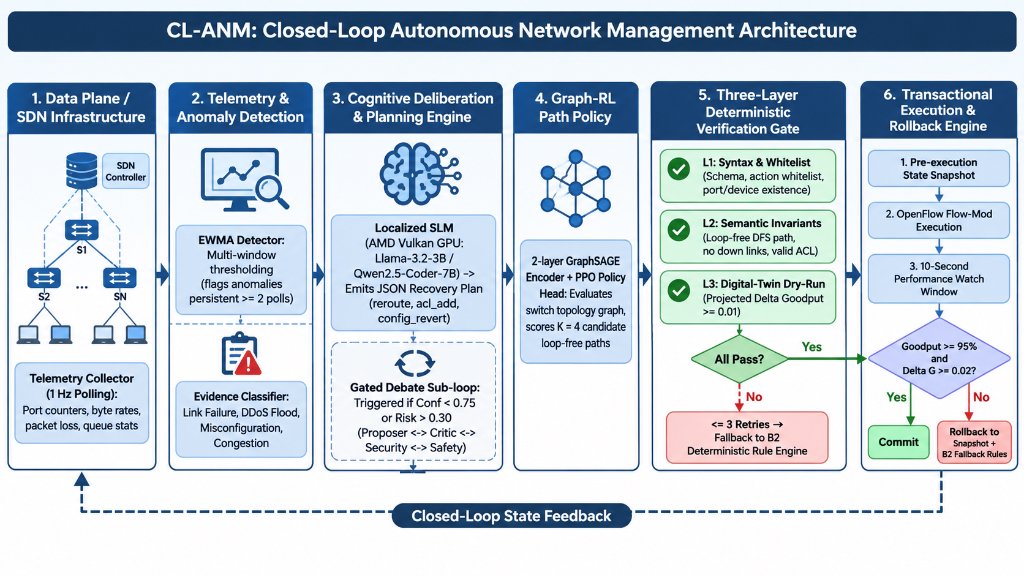 CL-ANM: Closed-Loop Autonomous Network Management Architecture
1. Data Plane /
SDN Infrastructure
SDN
Controller
S1
S2
...
SN
Telemetry Collector
(1 Hz Polling):
Port counters, byte rates,
packet loss, queue stats
2. Telemetry &
Anomaly Detection
EWMA Detector:
Multi-window
thresholding
(flags anomalies
persistent >= 2 polls)
Evidence Classifier:
Link Failure, DDoS Flood,
Misconfiguration,
Congestion
3. Cognitive Deliberation
& Planning Engine
Localized SLM
(AMD Vulkan GPU:
Llama-3.2-3B /
Qwen2.5-Coder-7B) ->
Emits JSON Recovery Plan
(reroute, acl_add,
config_revert)
Gated Debate Sub-loop:
Triggered if Conf < 0.75
or Risk > 0.30
(Proposer <-> Critic <->
Security <-> Safety)
4. Graph-RL
Path Policy
2-layer GraphSAGE
Encoder + PPO Policy
Head: Evaluates
switch topology graph,
scores K = 4 candidate
loop-free paths
5. Three-Layer
Deterministic
Verification Gate
L1: Syntax & Whitelist
(Schema, action whitelist,
port/device existence)
L2: Semantic Invariants
(Loop-free DFS path,
no down links, valid ACL)
L3: Digital-Twin Dry-Run
(Projected Delta Goodput
>= 0.01)
All Pass?
Yes
No
<= 3 Retries →
Fallback to B2
Deterministic Rule Engine
6. Transactional
Execution &
Rollback Engine
1. Pre-execution
State Snapshot
2. OpenFlow Flow-Mod
Execution
3. 10-Second
Performance Watch
Window
Goodput >= 95%
and
Delta G >= 0.02?
Yes
No
Commit
Rollback to
Snapshot +
B2 Fallback Rules
Closed-Loop State Feedback